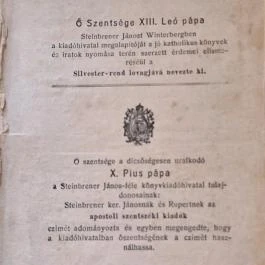 Ő Szentsége XIII. Leó pápa
Steinbrener Jánost Winterbergben
a kiadóhivatal megalapítóját a jó katholikus könyvek
és iratok nyomása terén szerzett érdemei elisme-
réséül a
Silvester-rend lovagjává nevezte ki.
Ő szentsége a dicsőségesen uralkodó
X. Pius pápa
a Steinbrener János-féle könyvkiadóhivatal tulaj-
donosainak:
Steinbrener ker. Jánosnak és Rupertnek az
apostoli szentszéki kiadók
czímét adományozta és egyben megengedte, hogy
a kiadóhivatalban őszentségének a czímét hasz-
nálhassa.